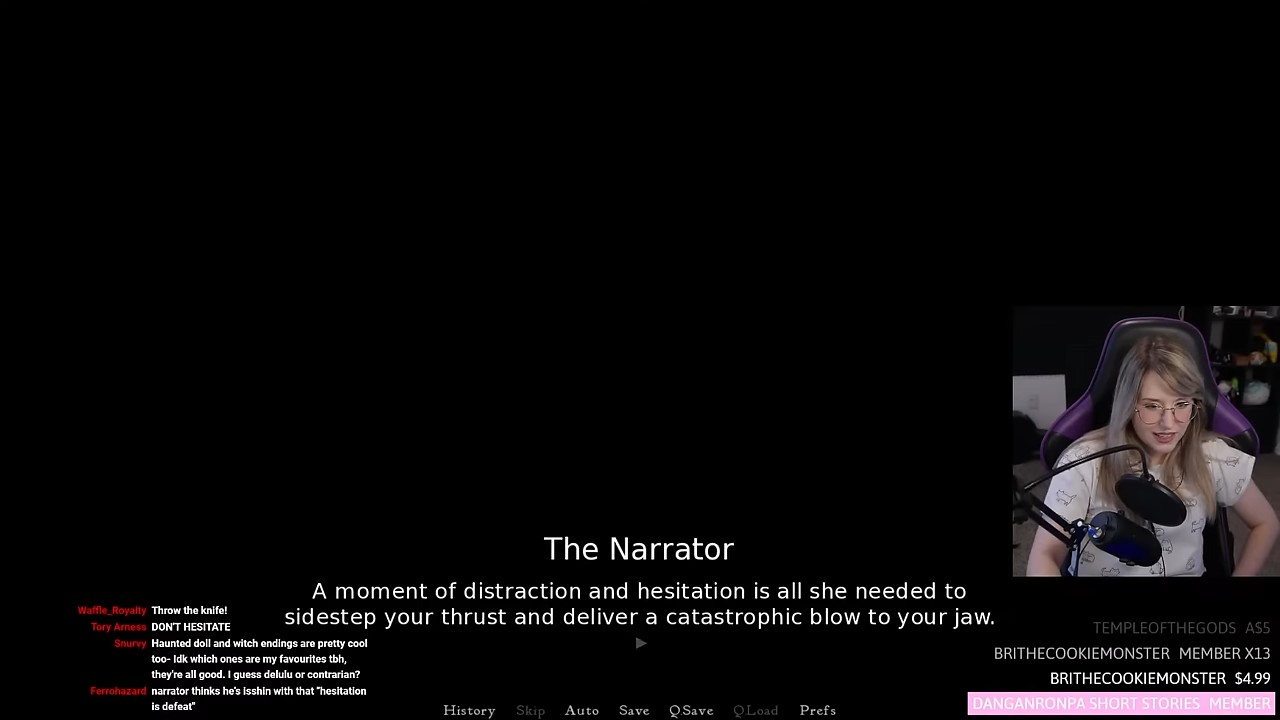 The Narrator
A moment of distraction and hesitation is all she needed to
sidestep your thrust and deliver a catastrophic blow to your jaw.
Waffle_Royalty Throw the knife!
Tory Arness DON'T HESITATE
Snurvy Haunted doll and witch endings are pretty cool
too- Idk which ones are my favourites tbh,
they're all good. I guess delulu or contrarian?
Ferrohazard narrator thinks he's isshin with that "hesitation
is defeat"
TEMPLEOFTHEGODS A$5
BRITHECOOKIEMONSTER MEMBER X13
BRITHECOOKIEMONSTER $4.99
DANGANRONPA SHORT STORIES MEMBER
History Skip Auto Save Q.Save Q.Load Prefs